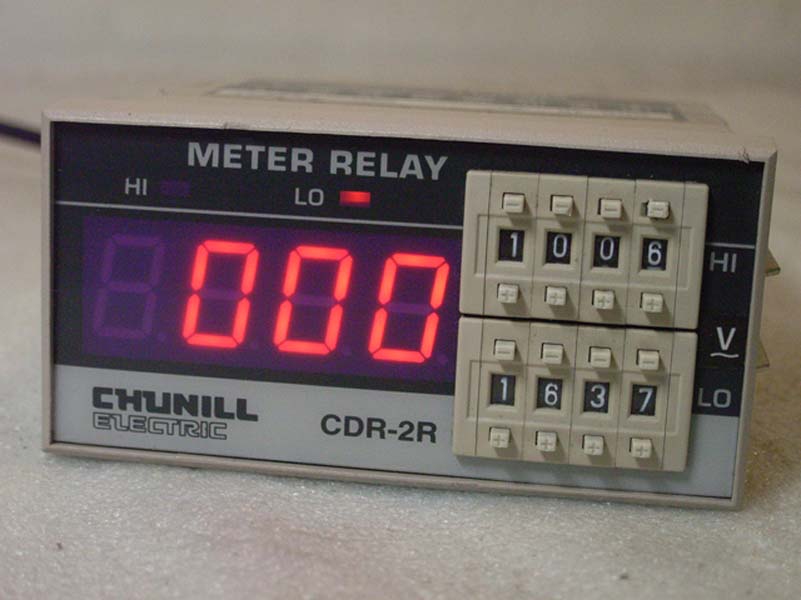 METER RELAY
HI LO
000
1006
HI
V
1637
LO
CHUNILL
ELECTRIC
CDR-2R